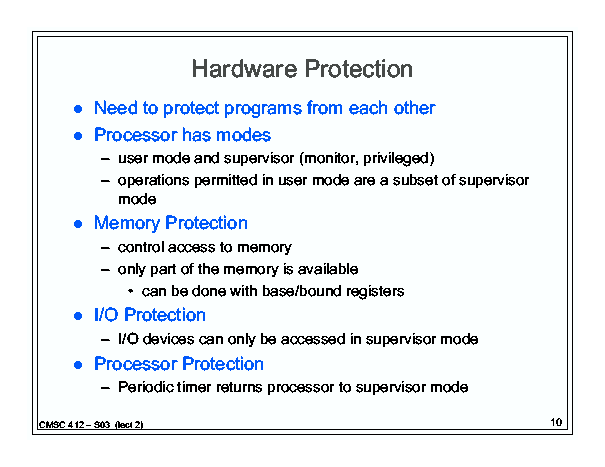 Hardware Protection
● Need to protect programs from each other
● Processor has modes
– user mode and supervisor (monitor, privileged)
– operations permitted in user mode are a subset of supervisor
mode
● Memory Protection
– control access to memory
– only part of the memory is available
• can be done with base/bound registers
● I/O Protection
– I/O devices can only be accessed in supervisor mode
● Processor Protection
– Periodic timer returns processor to supervisor mode
CMSC 412 – S03 (lect 2)
10